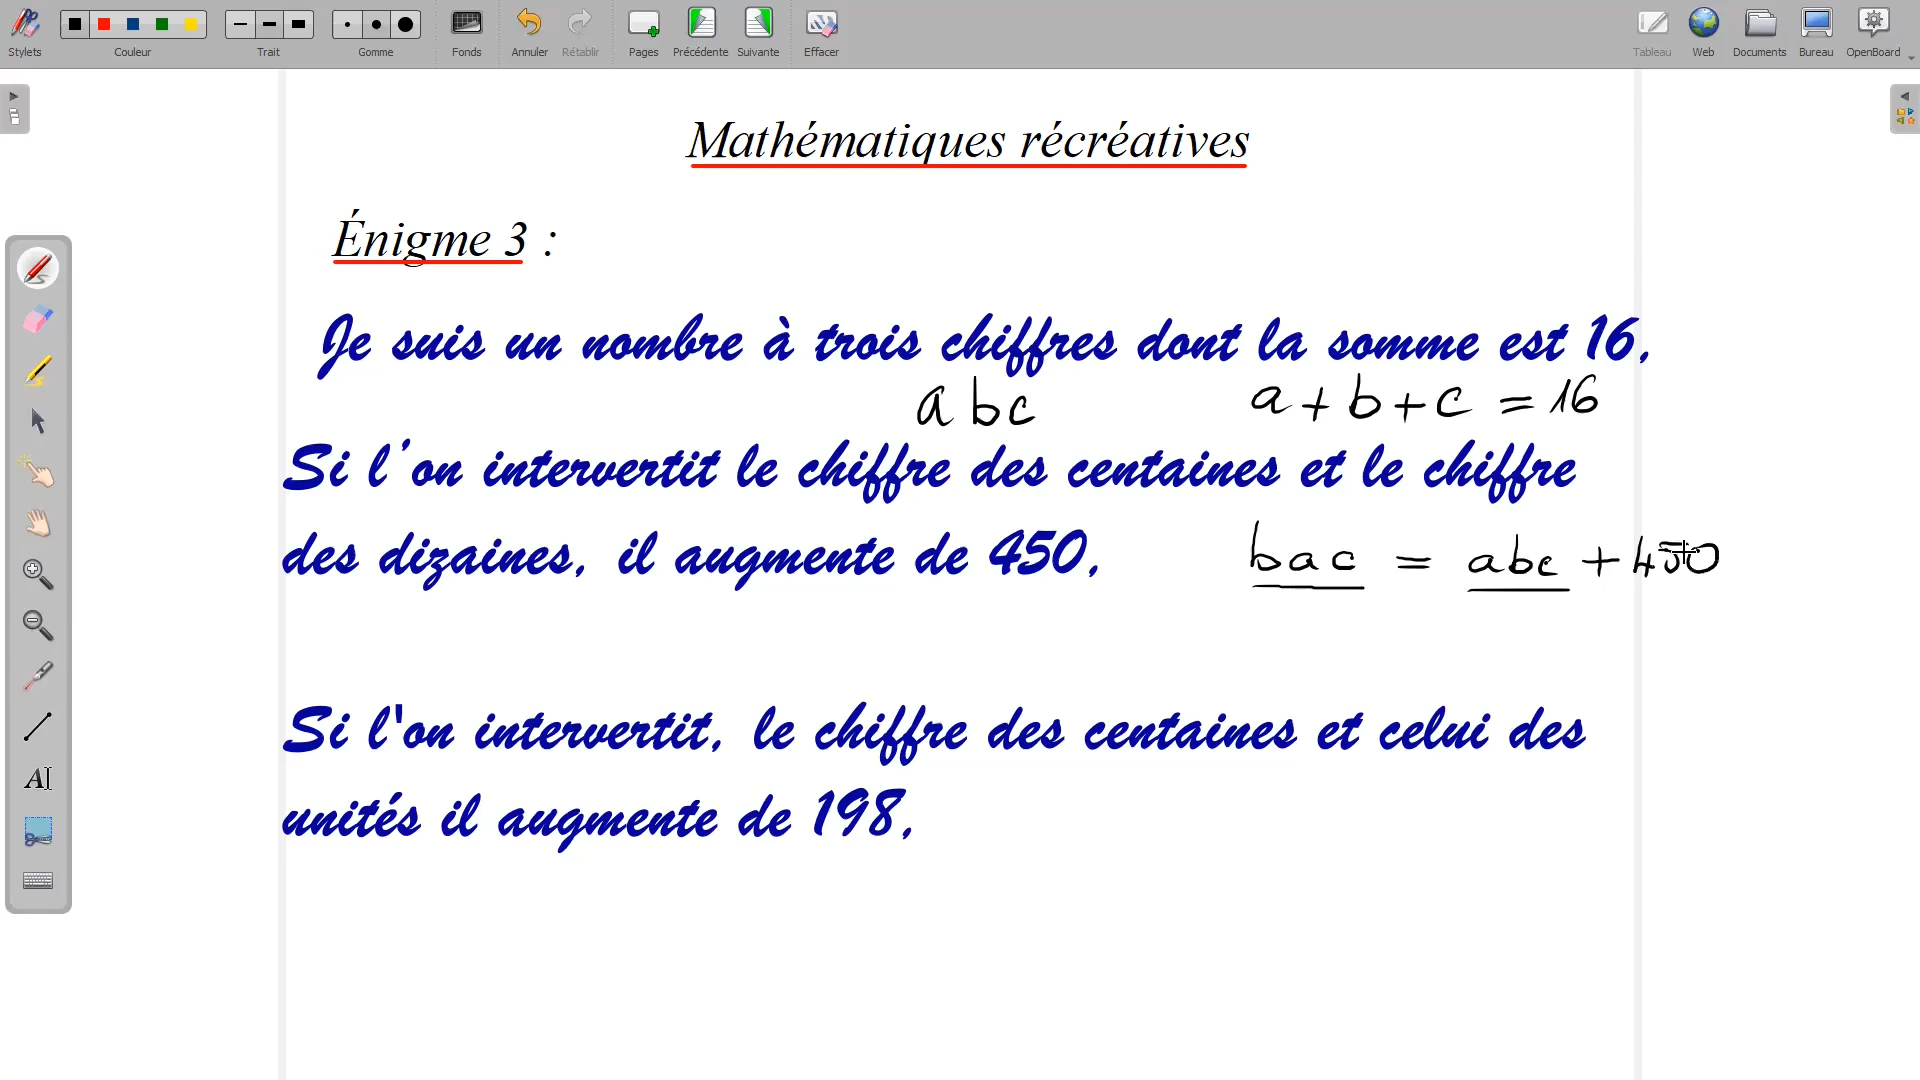 Stylets Couleur Trait Gomme Fonds Annuler Rétablir Pages Précédente Suivante Effacer Tableau Web Documents Bureau OpenBoard
Mathématiques récréatives
Énigme 3 :
Je suis un nombre à trois chiffres dont la somme est 16,
abc a+b+c = 16
Si l'on intervertit le chiffre des centaines et le chiffre
des dizaines, il augmente de 450, bac = abc + 450
Si l'on intervertit, le chiffre des centaines et celui des
unités il augmente de 198,